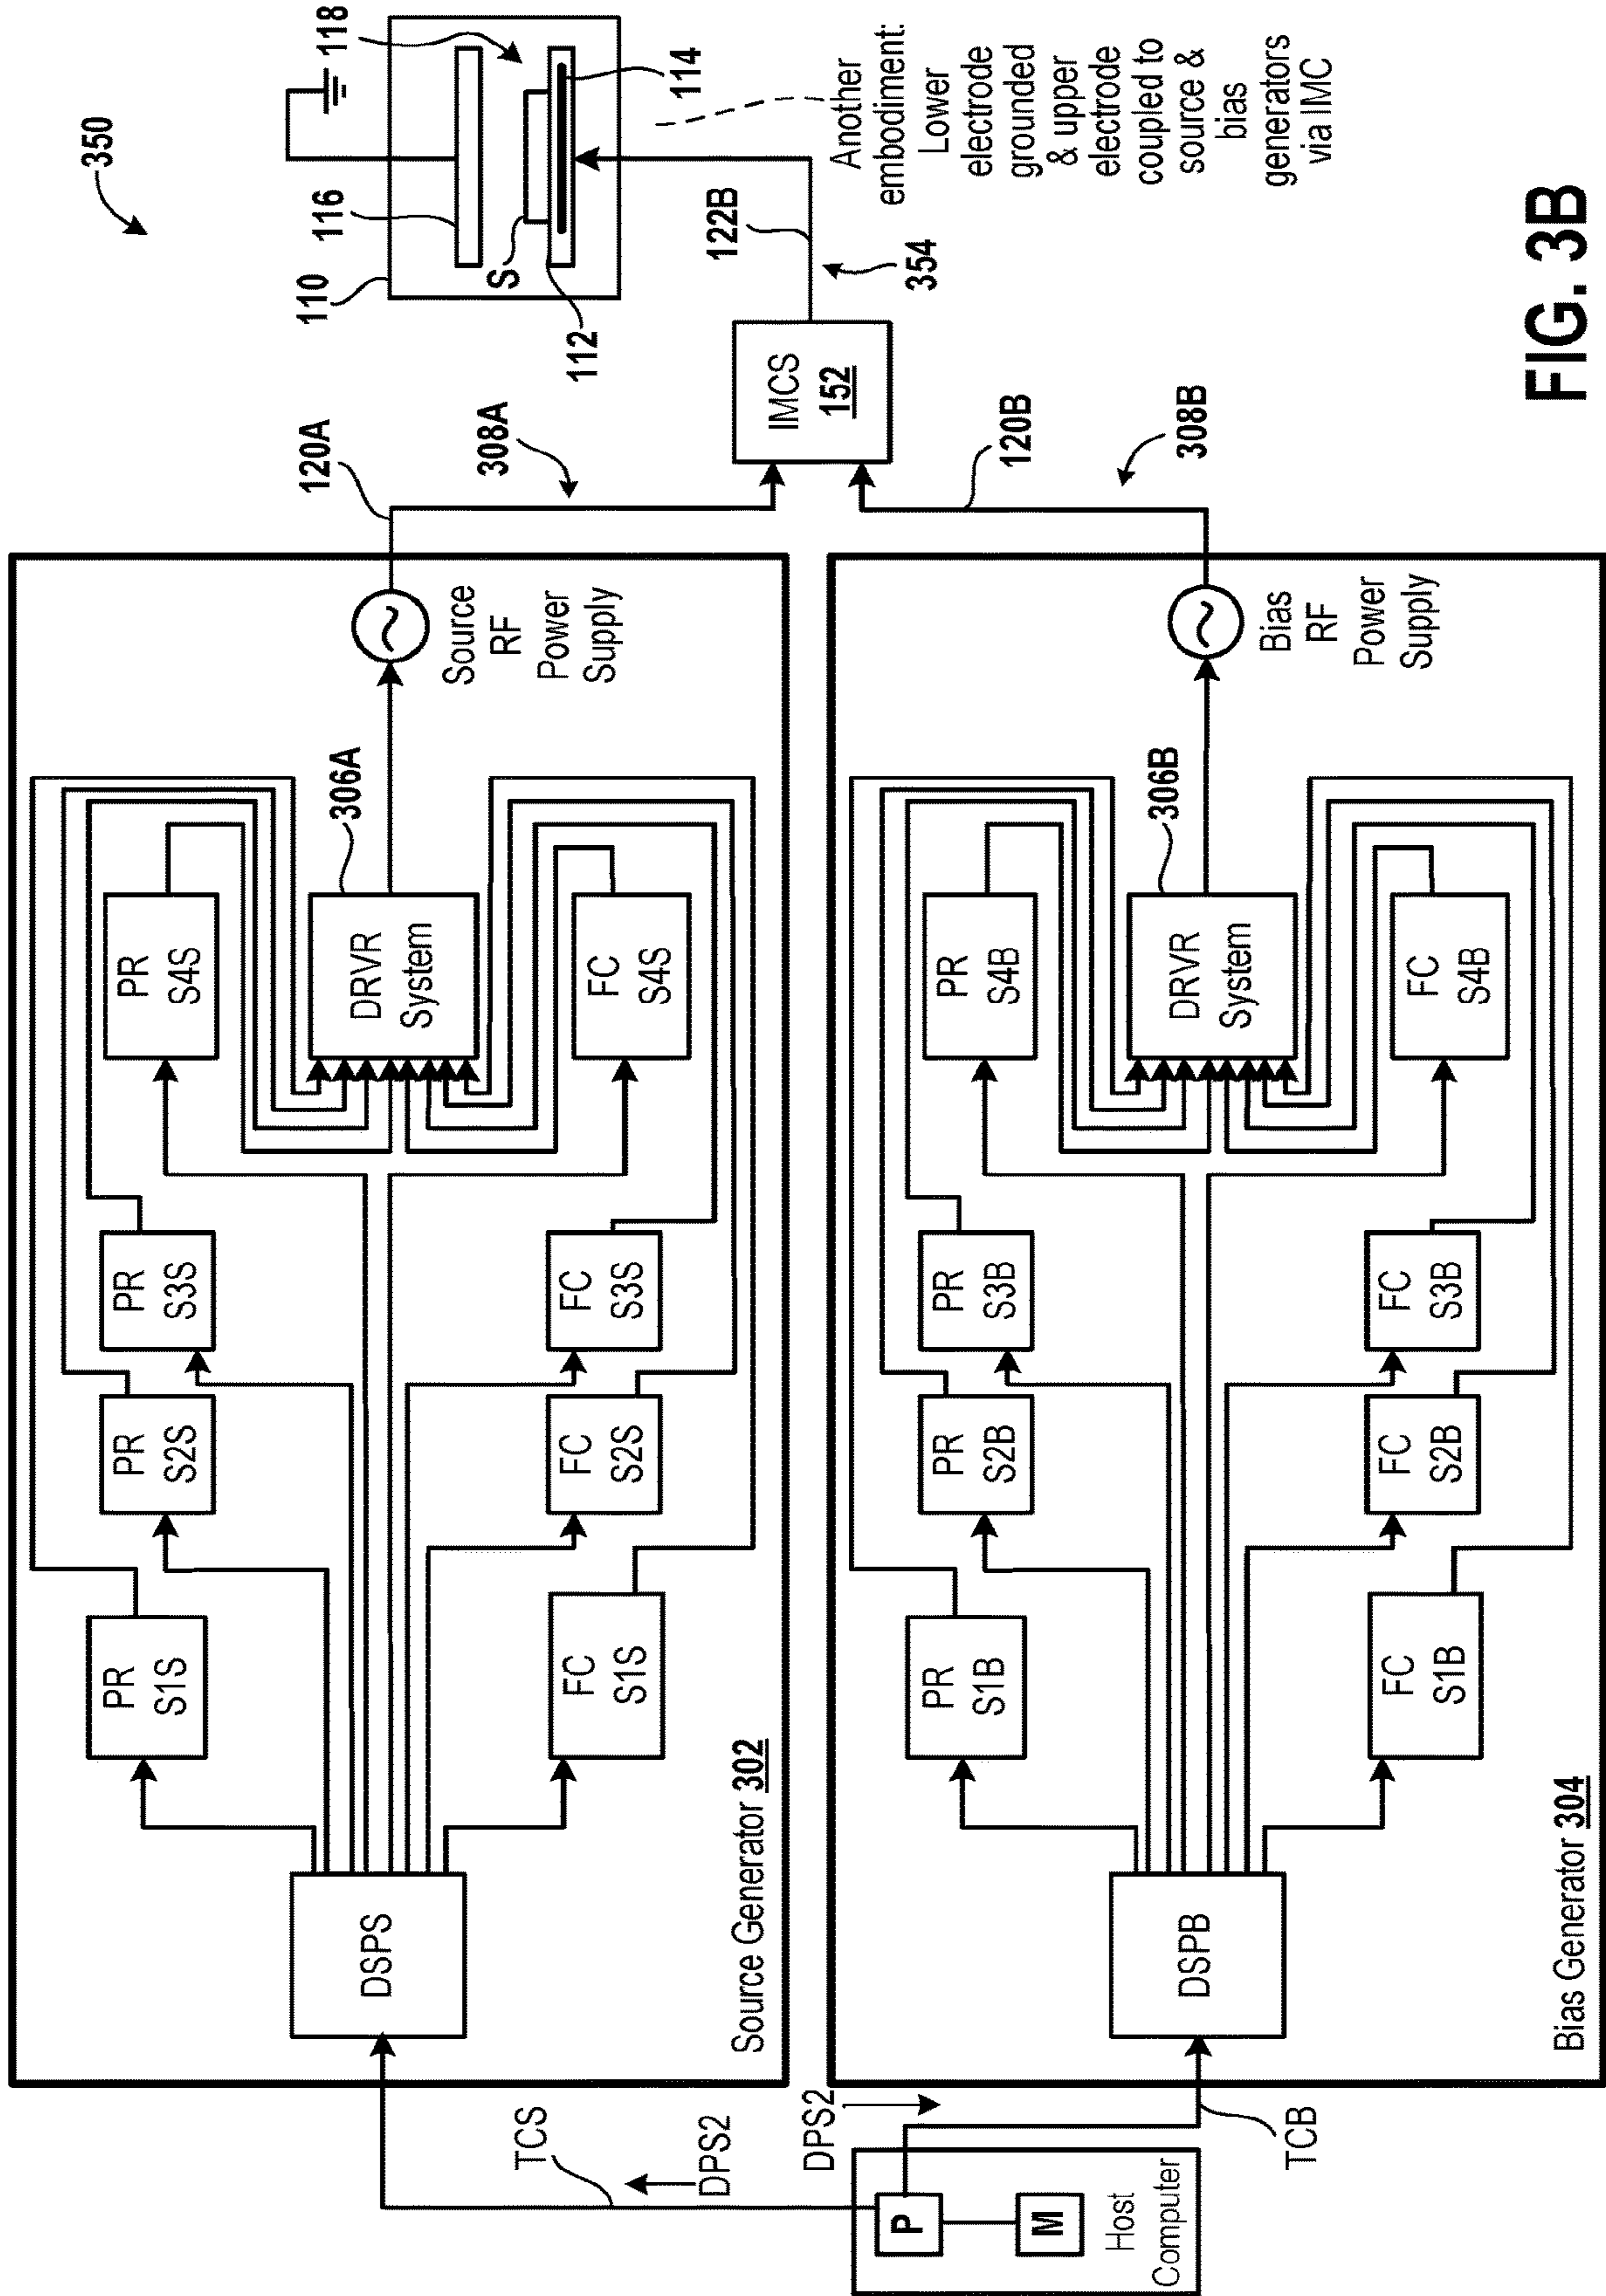 350
110
116
118
S
112
114
Another
embodiment:
Lower
electrode
grounded
& upper
electrode
coupled to
source &
bias
generators
via IMC
122B
354
IMCS
152
120A
308A
120B
308B
Source
RF
Power
Supply
306A
PR
S4S
DRVR
System
FC
S4S
PR
S3S
FC
S3S
PR
S2S
FC
S2S
PR
S1S
FC
S1S
DSPS
Source Generator 302
Bias
RF
Power
Supply
306B
PR
S4B
DRVR
System
FC
S4B
PR
S3B
FC
S3B
PR
S2B
FC
S2B
PR
S1B
FC
S1B
DSPB
Bias Generator 304
TCS
DPS2
DPS2
TCB
P
M
Host
Computer
FIG. 3B